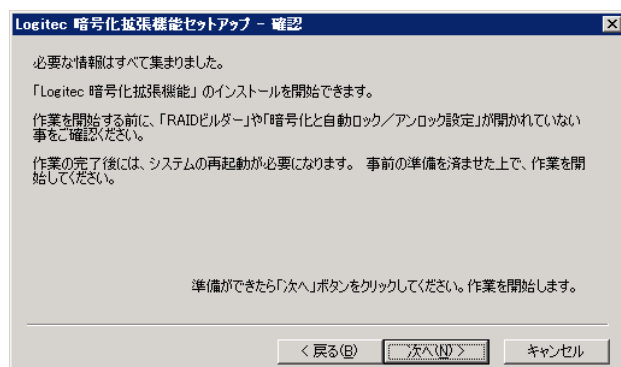 Logitec 暗号化拡張機能セットアップ - 確認
必要な情報はすべて集まりました。
「Logitec 暗号化拡張機能」のインストールを開始できます。
作業を開始する前に、「RAIDビルダー」や「暗号化と自動ロック／アンロック設定」が開かれていない
事をご確認ください。
作業の完了後には、システムの再起動が必要になります。 事前の準備を済ませた上で、作業を開
始してください。
準備ができたら「次へ」ボタンをクリックしてください。作業を開始します。
< 戻る(B)
次へ(N) >
キャンセル